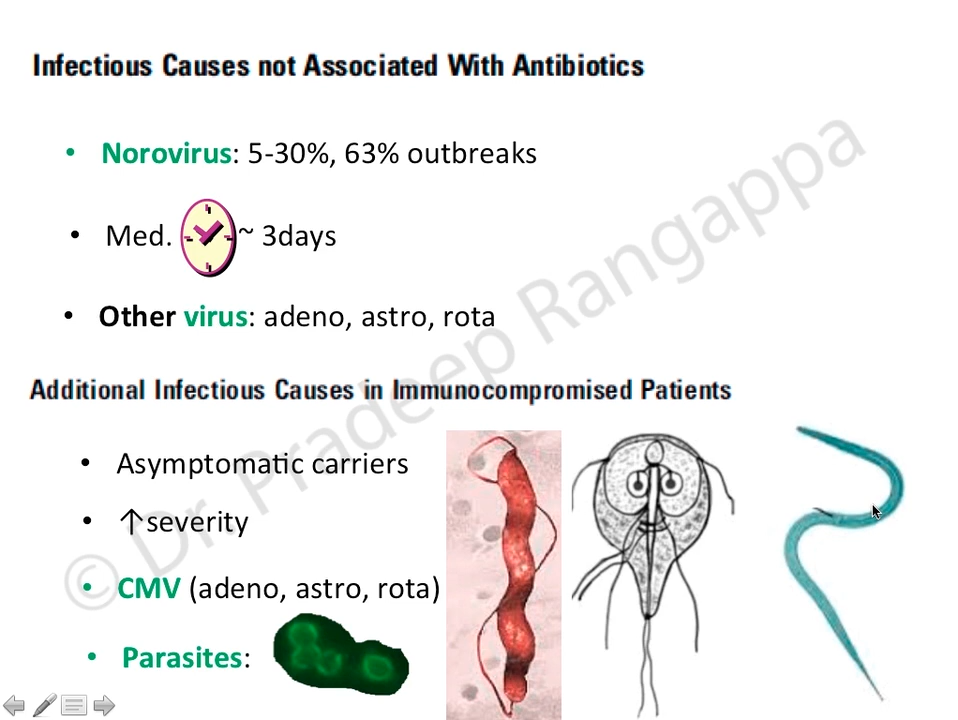 Infectious Causes not Associated With Antibiotics
• Norovirus: 5-30%, 63% outbreaks
• Med. ~ 3days
• Other virus: adeno, astro, rota
Additional Infectious Causes in Immunocompromised Patients
• Asymptomatic carriers
• ↑severity
• CMV (adeno, astro, rota)
• Parasites:
© Dr. Pradeep Rangappa